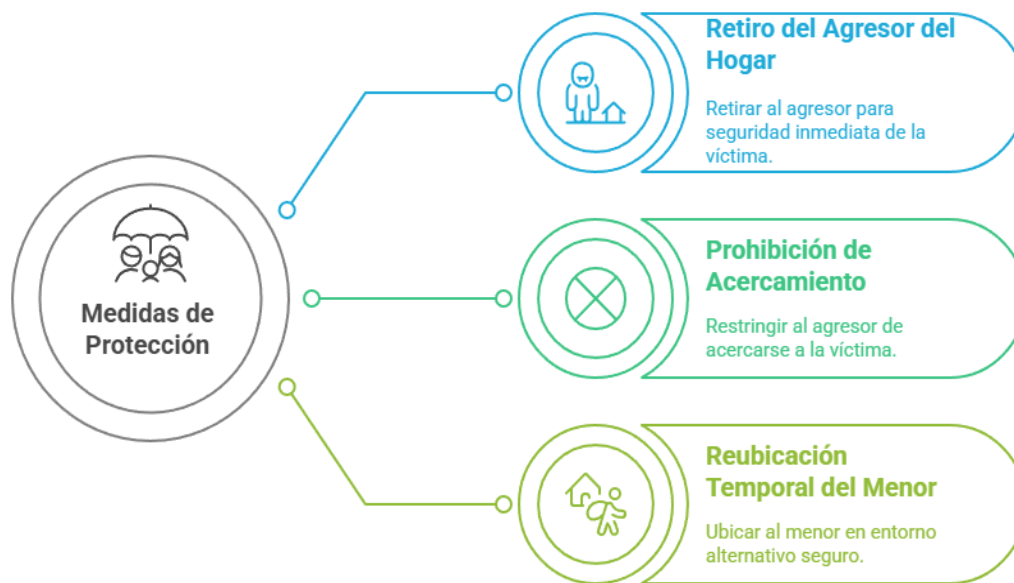 Retiro del Agresor del
Hogar
Retirar al agresor para
seguridad inmediata de la
víctima.
Medidas de
Protección
Prohibición de
Acercamiento
Restringir al agresor de
acercarse a la víctima.
Reubicación
Temporal del Menor
Ubicar al menor en entorno
alternativo seguro.